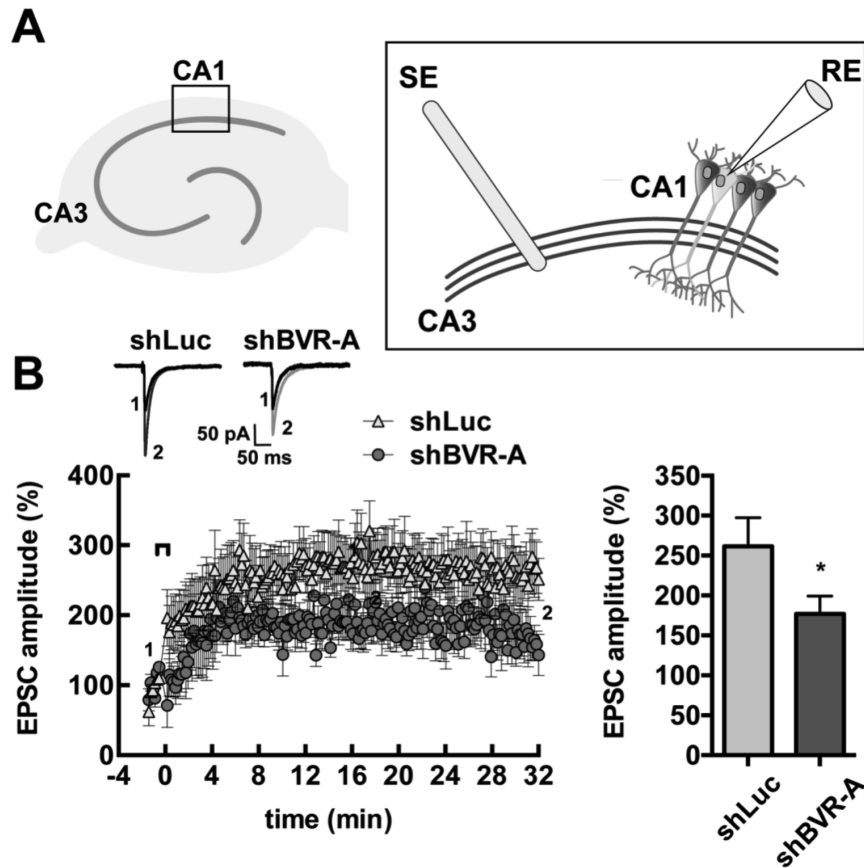 A
CA1
CA3
SE
RE
CA1
CA3
B
shLuc
shBVR-A
1
2
1
2
50 pA
50 ms
shLuc
shBVR-A
EPSC amplitude (%)
400
300
200
100
0
1
2
-4 0 4 8 12 16 20 24 28 32
time (min)
EPSC amplitude (%)
350
300
250
200
150
100
50
0
*
shLuc
shBVR-A